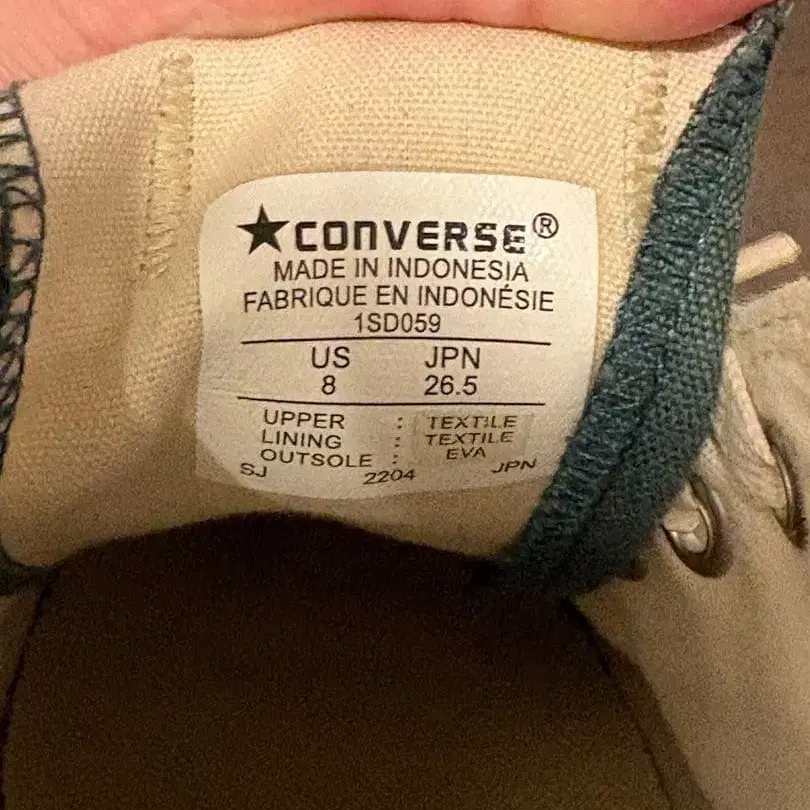 ★CONVERSE®
MADE IN INDONESIA
FABRIQUE EN INDONÉSIE
1SD059
US JPN
8 26.5
UPPER : TEXTILE
LINING : TEXTILE
OUTSOLE : EVA
SJ 2204 JPN